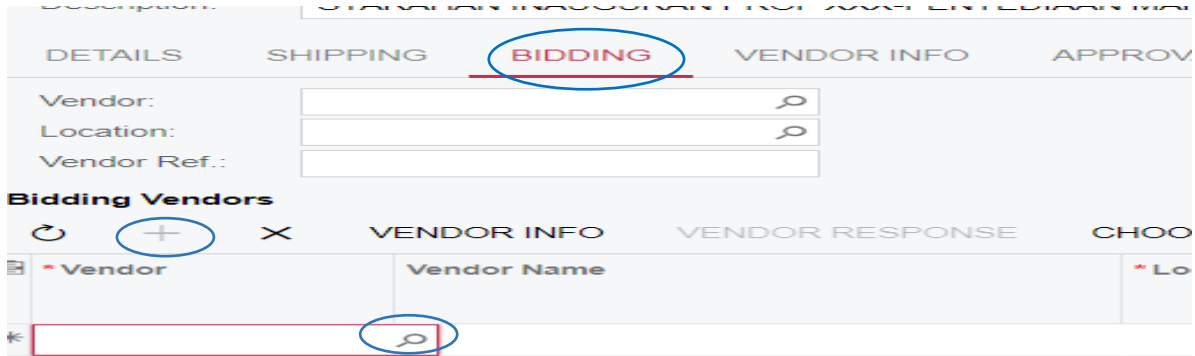 DETAILS SHIPPING BIDDING VENDOR INFO
Vendor:
Location:
Vendor Ref.:
Bidding Vendors
VENDOR INFO VENDOR RESPONSE
* Vendor Vendor Name